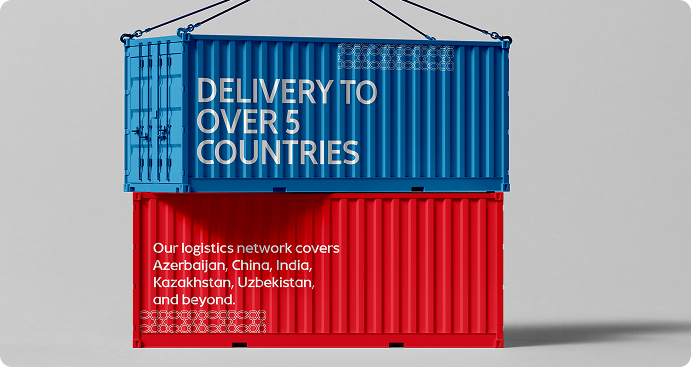 DELIVERY TO
OVER 5
COUNTRIES
Our logistics network covers
Azerbaijan, China, India,
Kazakhstan, Uzbekistan,
and beyond.